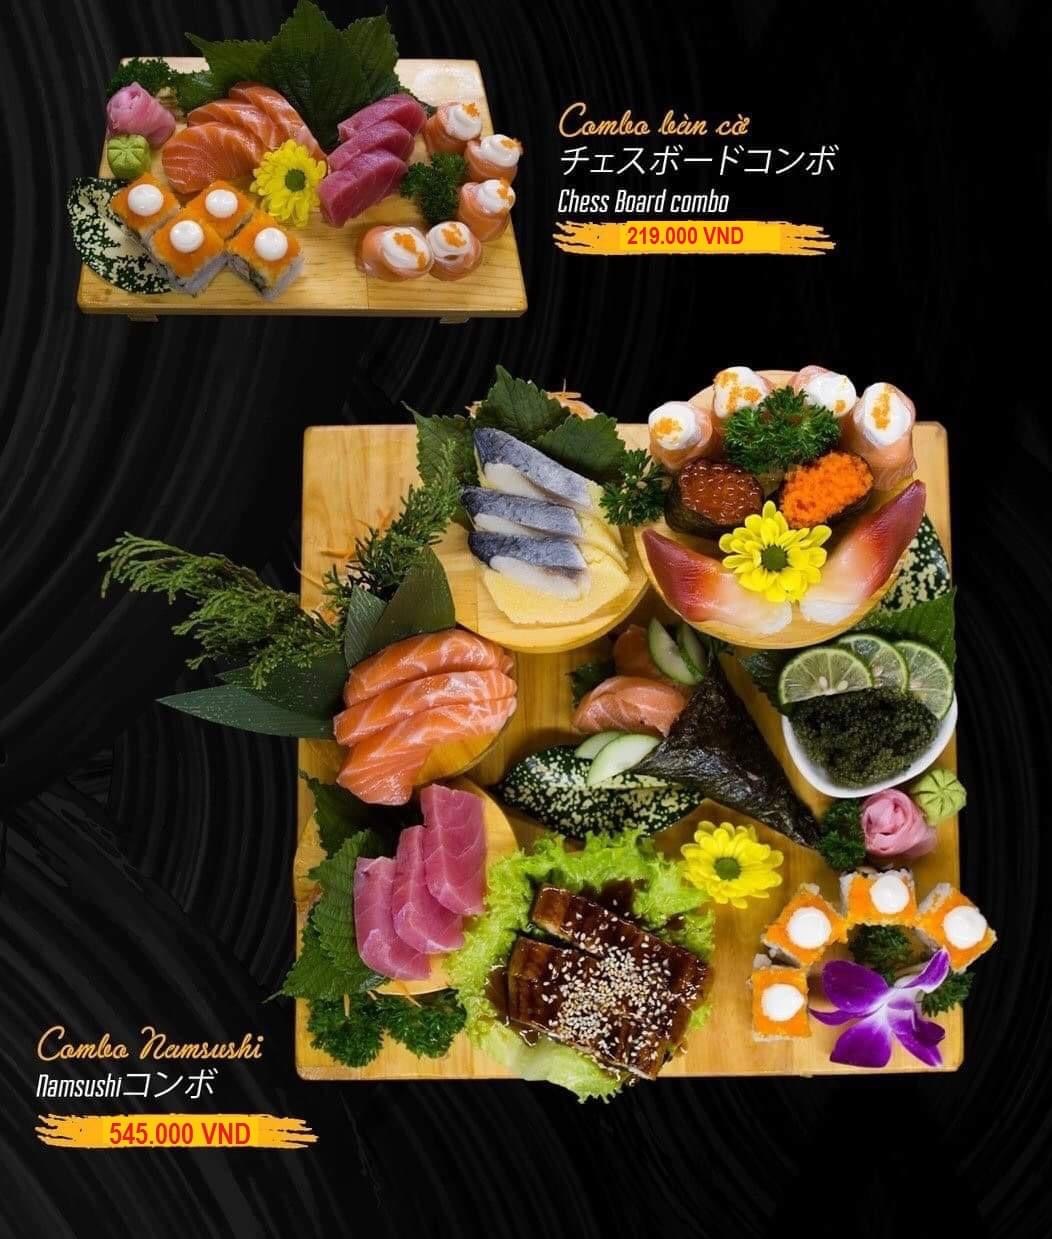 Combo bàn cờ
チェスボードコンボ
Chess Board combo
219.000 VND
Combo Namsushi
Namsushiコンボ
545.000 VND